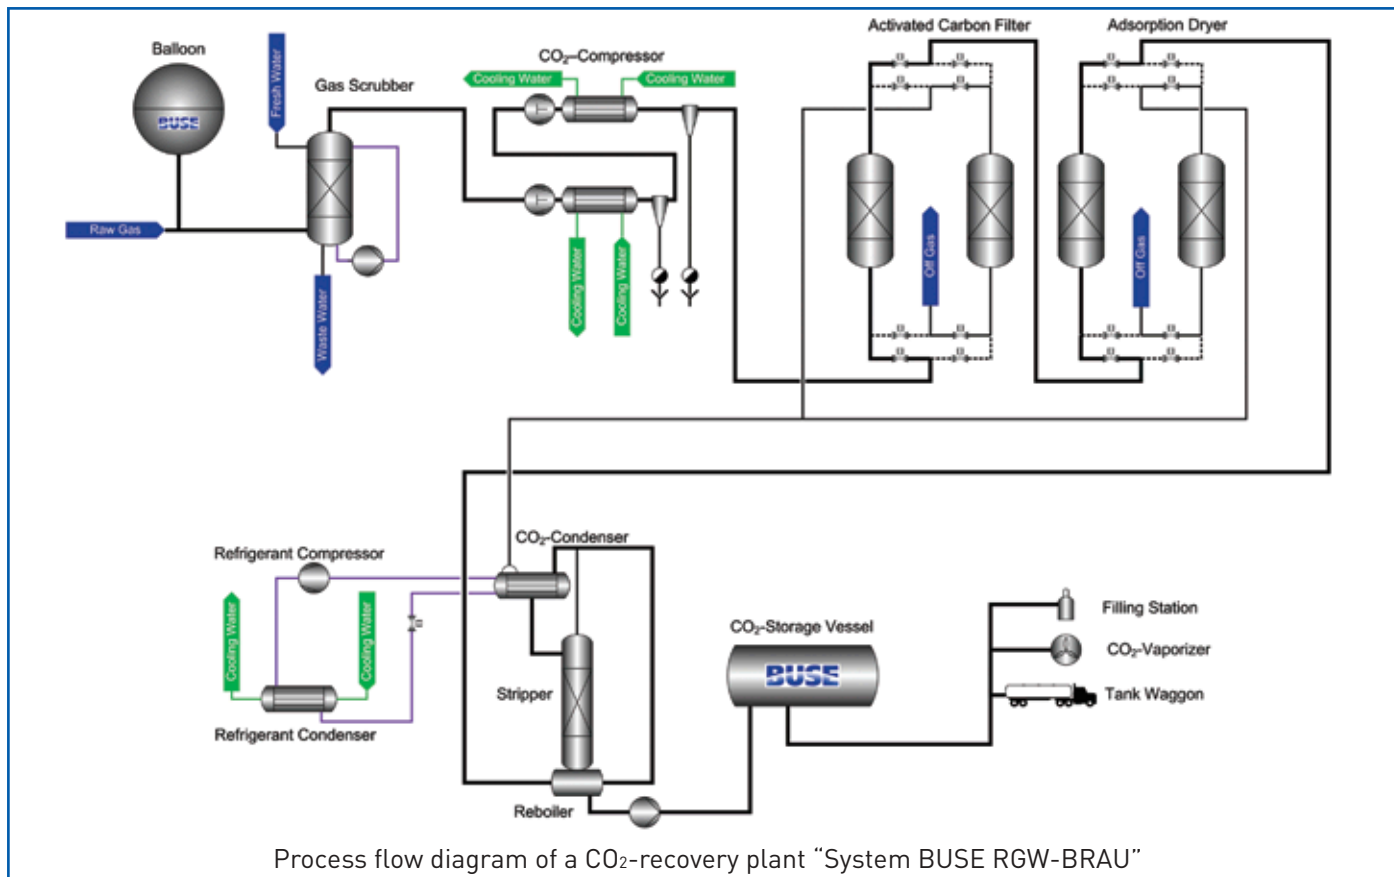 Balloon
BUSE
Raw Gas
Fresh Water
Gas Scrubber
Waste Water
CO₂–Compressor
Cooling Water
Cooling Water
Cooling Water
Cooling Water
Activated Carbon Filter
Off Gas
Adsorption Dryer
Off Gas
Refrigerant Compressor
Cooling Water
Cooling Water
Refrigerant Condenser
CO₂-Condenser
Stripper
Reboiler
CO₂-Storage Vessel
BUSE
Filling Station
CO₂-Vaporizer
Tank Waggon
Process flow diagram of a CO₂-recovery plant “System BUSE RGW-BRAU”